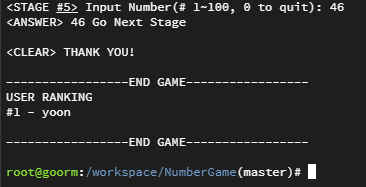 <STAGE #5> Input Number(# 1~100, 0 to quit): 46
<ANSWER> 46 Go Next Stage
<CLEAR> THANK YOU!
-----------------END GAME-----------------
USER RANKING
#1 - yoon
-----------------END GAME-----------------
root@goorm:/workspace/NumberGame(master)#